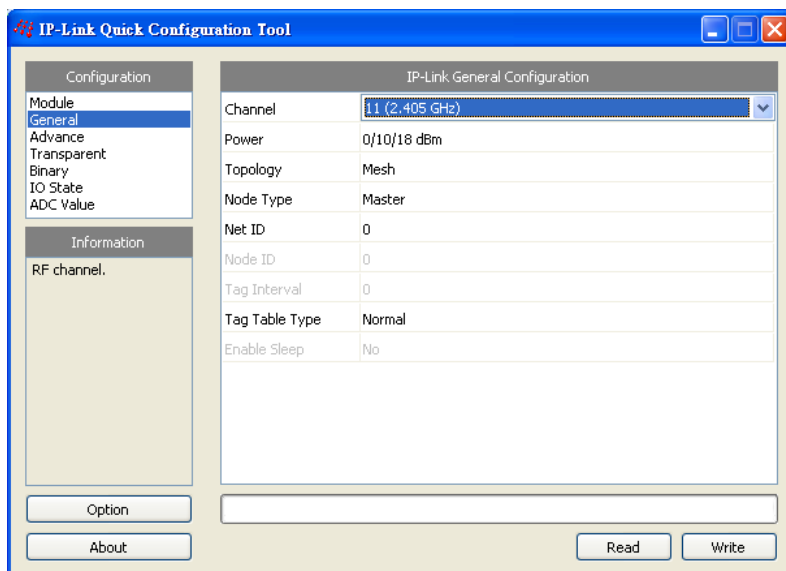 IP-Link Quick Configuration Tool
Configuration
Module
General
Advance
Transparent
Binary
IO State
ADC Value
Information
RF channel.
Option
About
IP-Link General Configuration
Channel 11 (2.405 GHz)
Power 0/10/18 dBm
Topology Mesh
Node Type Master
Net ID 0
Node ID 0
Tag Interval 0
Tag Table Type Normal
Enable Sleep No
Read Write